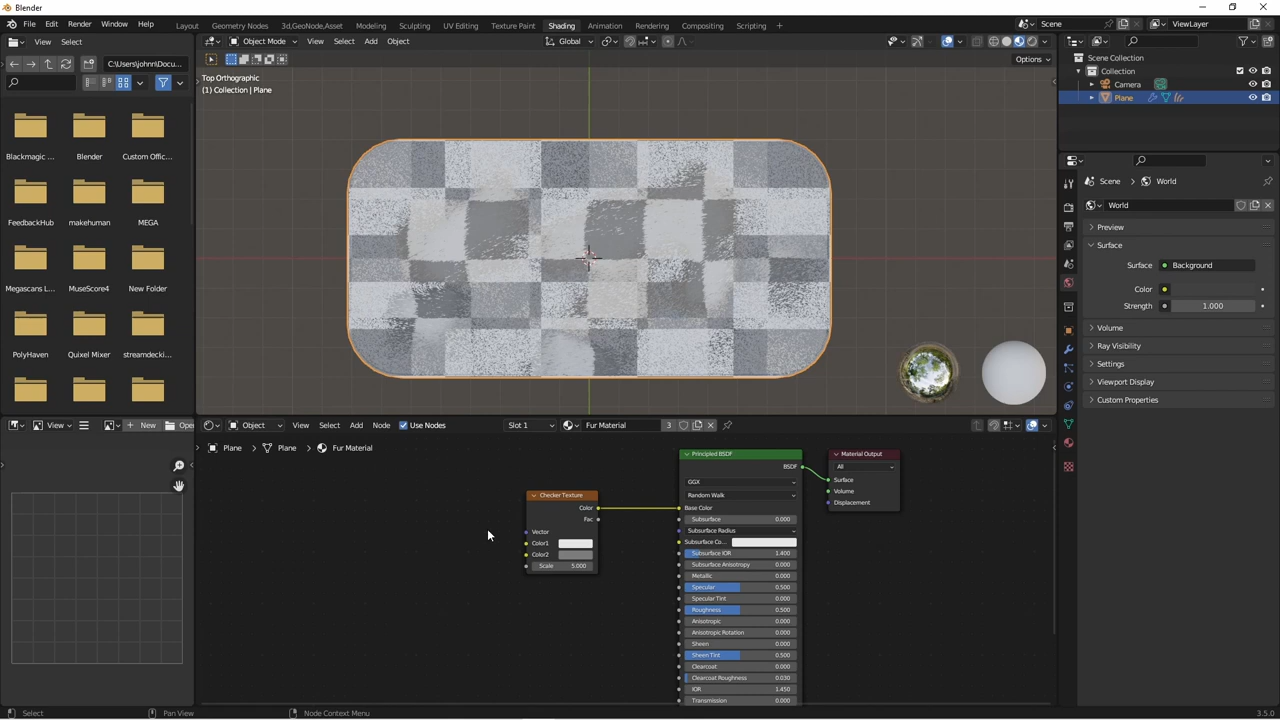 Blender
File Edit Render Window Help Layout Geometry Nodes 3d.GeoNode,Asset Modeling Sculpting UV Editing Texture Paint Shading Animation Rendering Compositing Scripting + Scene ViewLayer
View Select C:\Users\johnn\Docu...
Object Mode View Select Add Object Global
Options
Top Orthographic
(1) Collection | Plane
Blackmagic ... Blender Custom Offic...
FeedbackHub makehuman MEGA
Megascans L... MuseScore4 New Folder
PolyHaven Quixel Mixer streamdecki...
Scene Collection
Collection
Camera
Plane
Scene > World
World
Preview
Surface
Surface Background
Color
Strength 1.000
Volume
Ray Visibility
Settings
Viewport Display
Custom Properties
View + New Open
Object View Select Add Node Use Nodes Slot 1 Fur Material 3
Plane > Plane > Fur Material
Checker Texture
Color
Fac
Vector
Color1
Color2
Scale 5.000
Principled BSDF
BSDF
GGX
Random Walk
Base Color
Subsurface 0.000
Subsurface Radius
Subsurface Co...
Subsurface IOR 1.400
Subsurface Anisotropy 0.000
Metallic 0.000
Specular 0.500
Specular Tint 0.000
Roughness 0.500
Anisotropic 0.000
Anisotropic Rotation 0.000
Sheen 0.000
Sheen Tint 0.500
Clearcoat 0.000
Clearcoat Roughness 0.030
IOR 1.450
Transmission 0.000
Material Output
All
Surface
Volume
Displacement
Select Pan View Node Context Menu 3.5.0